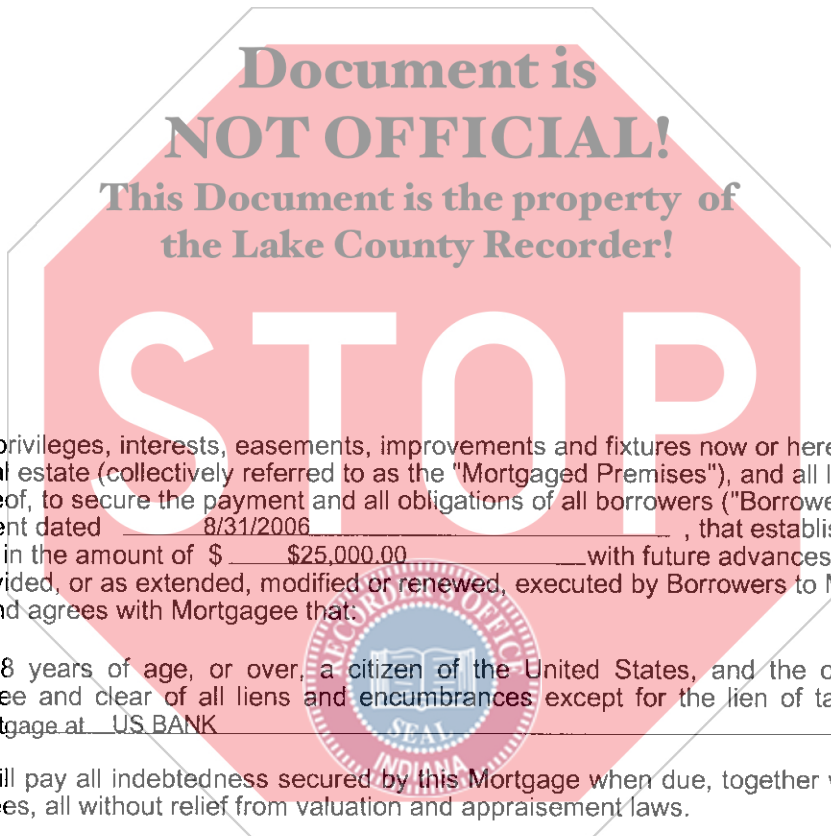 Document is
NOT OFFICIAL!
This Document is the property of
the Lake County Recorder!
STOP
privileges, interests, easements, improvements and fixtures now or here
l estate (collectively referred to as the "Mortgaged Premises"), and all l
of, to secure the payment and all obligations of all borrowers ("Borrowe
ent dated 8/31/2006 , that establis
in the amount of $ $25,000.00 with future advances
vided, or as extended, modified or renewed, executed by Borrowers to M
nd agrees with Mortgagee that:
RECORDER'S OFFICE
8 years of age, or over, a citizen of the United States, and the o
ee and clear of all liens and encumbrances except for the lien of ta
tgage at US BANK
SEAL
INDIANA
ill pay all indebtedness secured by this Mortgage when due, together
es, all without relief from valuation and appraisement laws.